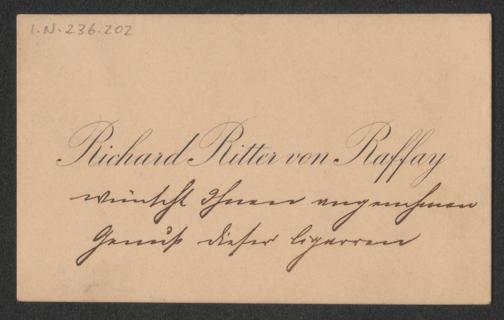 I.N-236.202
Richard Ritter von Raffay
wünscht Ihnen angenehmen
Genuß dieser Cigarren